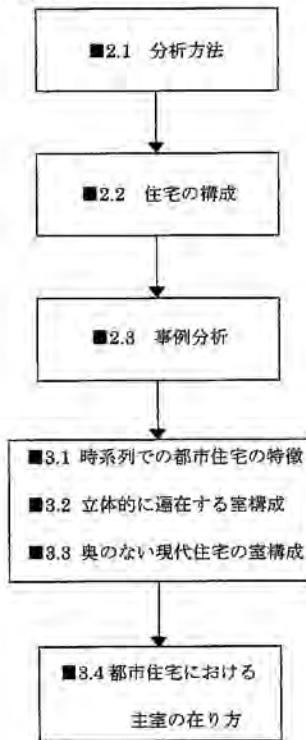 ■2.1 分析方法
■2.2 住宅の構成
■2.3 事例分析
■3.1 時系列での都市住宅の特徴
■3.2 立体的に遍在する室構成
■3.3 奥のない現代住宅の室構成
■3.4 都市住宅における
主室の在り方